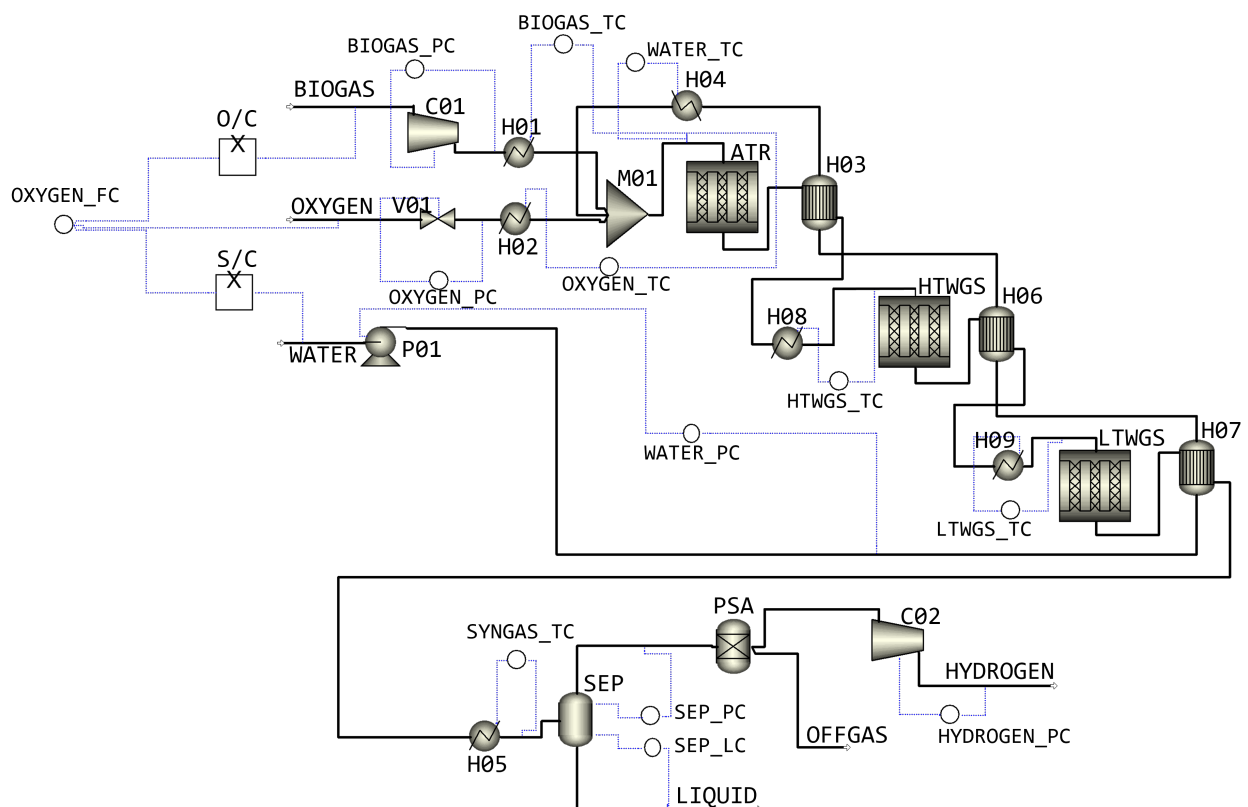 BIOGAS_TC
BIOGAS_PC
WATER_TC
H04
BIOGAS
C01
O/C
X
H01
ATR
H03
M01
OXYGEN_FC
OXYGEN
V01
H02
S/C
X
OXYGEN_TC
OXYGEN_PC
HTWGS
H06
H08
WATER
P01
HTWGS_TC
H07
H09
LTWGS
WATER_PC
LTWGS_TC
PSA
C02
SYNGAS_TC
HYDROGEN
SEP
SEP_PC
OFFGAS
HYDROGEN_PC
SEP_LC
H05
LIQUID